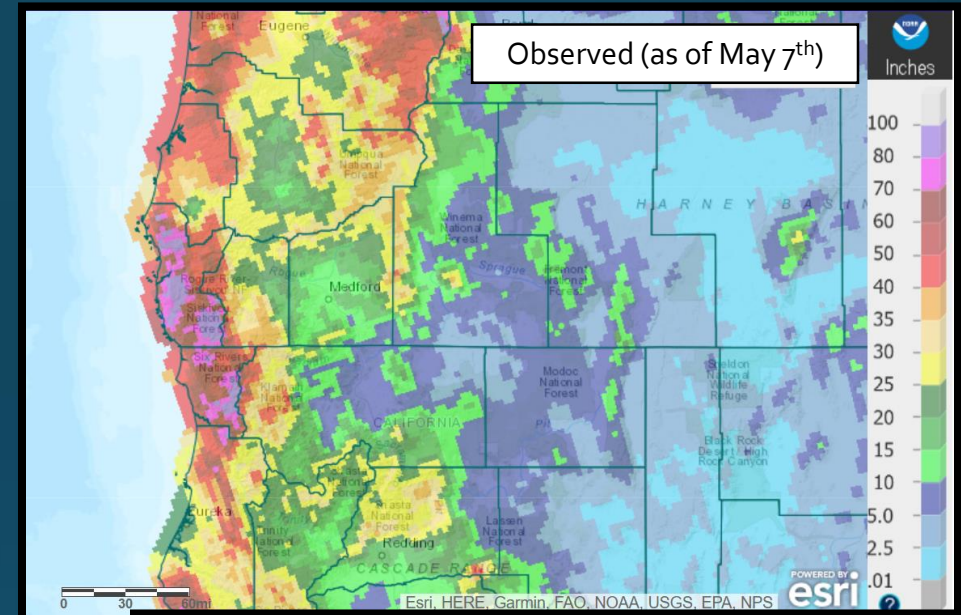 Observed (as of May 7th)
NOAA
Inches
National
Forest
Eugene
100
80
70
60
50
40
35
30
25
20
15
10
5.0
2.5
.01
Umpqua
National
Forest
HARNEY BASIN
Winema
National
Forest
Sprague
Fremont
National
Forest
Rogue
Medford
Rogue River-
Siskiyou
National
Forest
Six Rivers
National
Forest
Klamath
National
Forest
CALIFORNIA
Modoc
National
Forest
Pit
Sheldon
National
Wildlife
Refuge
Black Rock
Desert High
Rock Canyon
Eureka
Trinity
National
Forest
Shasta
National
Forest
Redding
CASCADE RANGE
Lassen
National
Forest
0 30 60mi
Esri, HERE, Garmin, FAO, NOAA, USGS, EPA, NPS
POWERED BY
esri
?